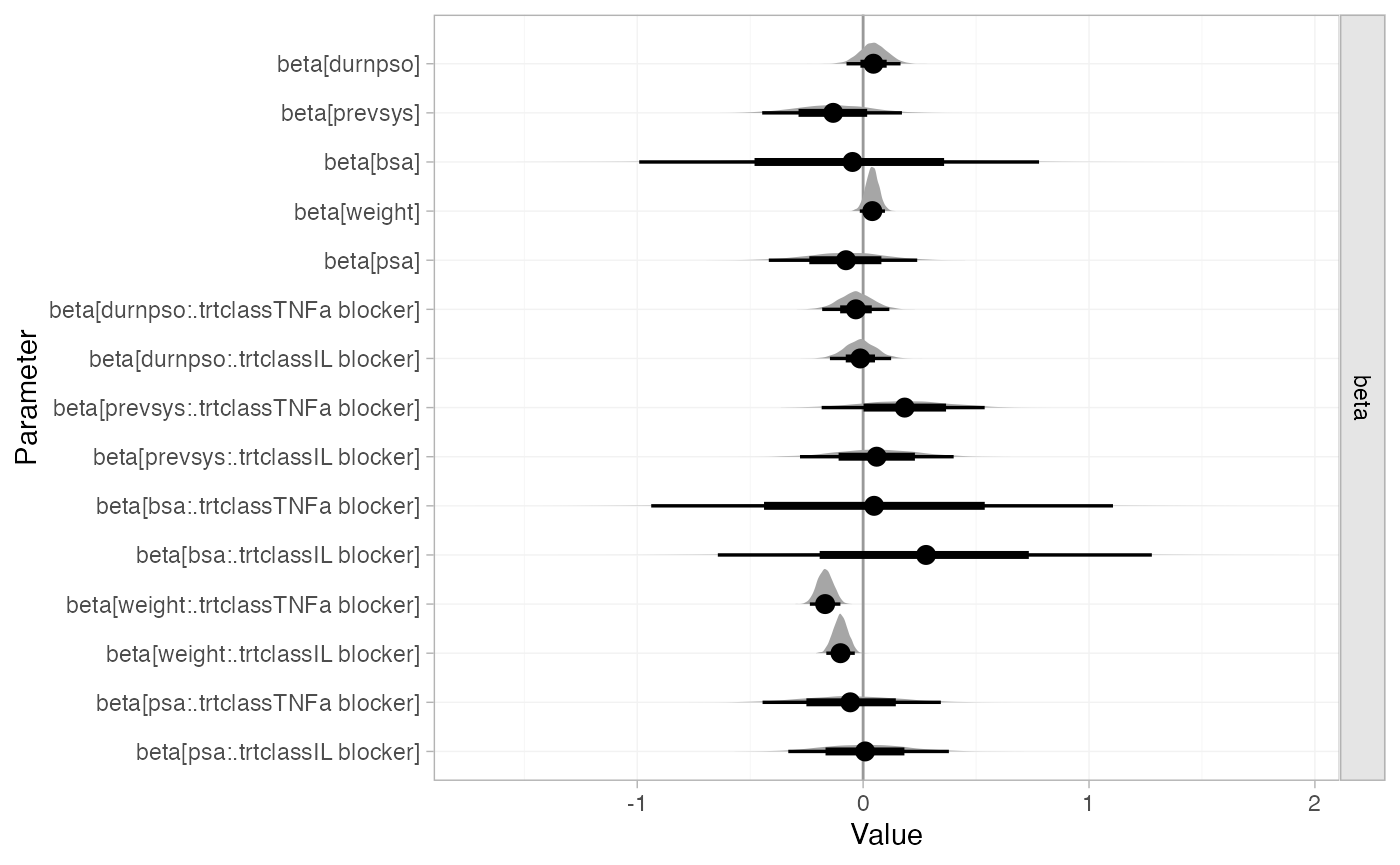 beta[durnpso]
beta[prevsys]
beta[bsa]
beta[weight]
beta[psa]
beta[durnpso:.trtclassTNFa blocker]
beta[durnpso:.trtclassIL blocker]
beta[prevsys:.trtclassTNFa blocker]
beta[prevsys:.trtclassIL blocker]
beta[bsa:.trtclassTNFa blocker]
beta[bsa:.trtclassIL blocker]
beta[weight:.trtclassTNFa blocker]
beta[weight:.trtclassIL blocker]
beta[psa:.trtclassTNFa blocker]
beta[psa:.trtclassIL blocker]
Parameter
beta
-1 0 1 2
Value